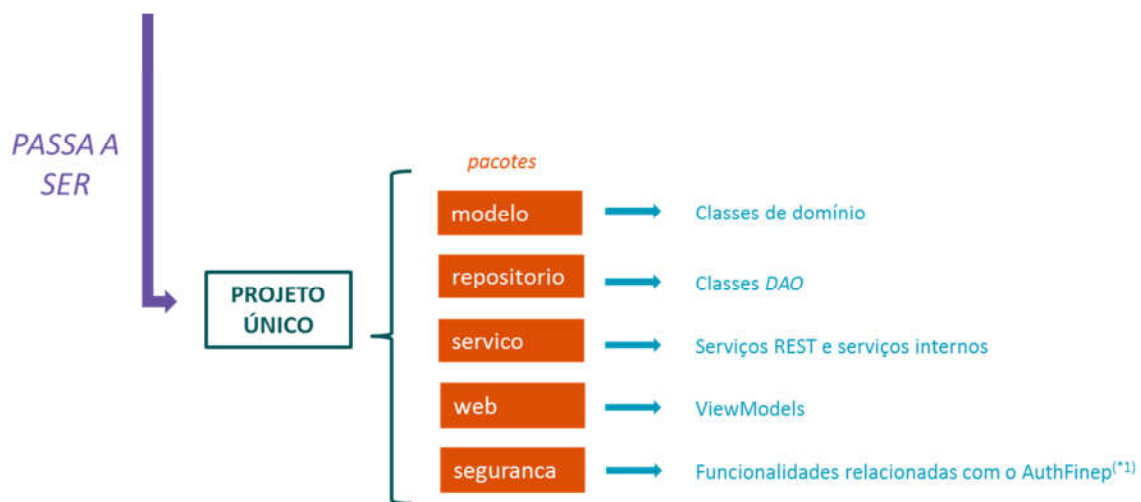 PASSA A
SER
PROJETO
ÚNICO
pacotes
modelo
Classes de domínio
repositorio
Classes DAO
servico
Serviços REST e serviços internos
web
ViewModels
seguranca
Funcionalidades relacionadas com o AuthFinep(*1)